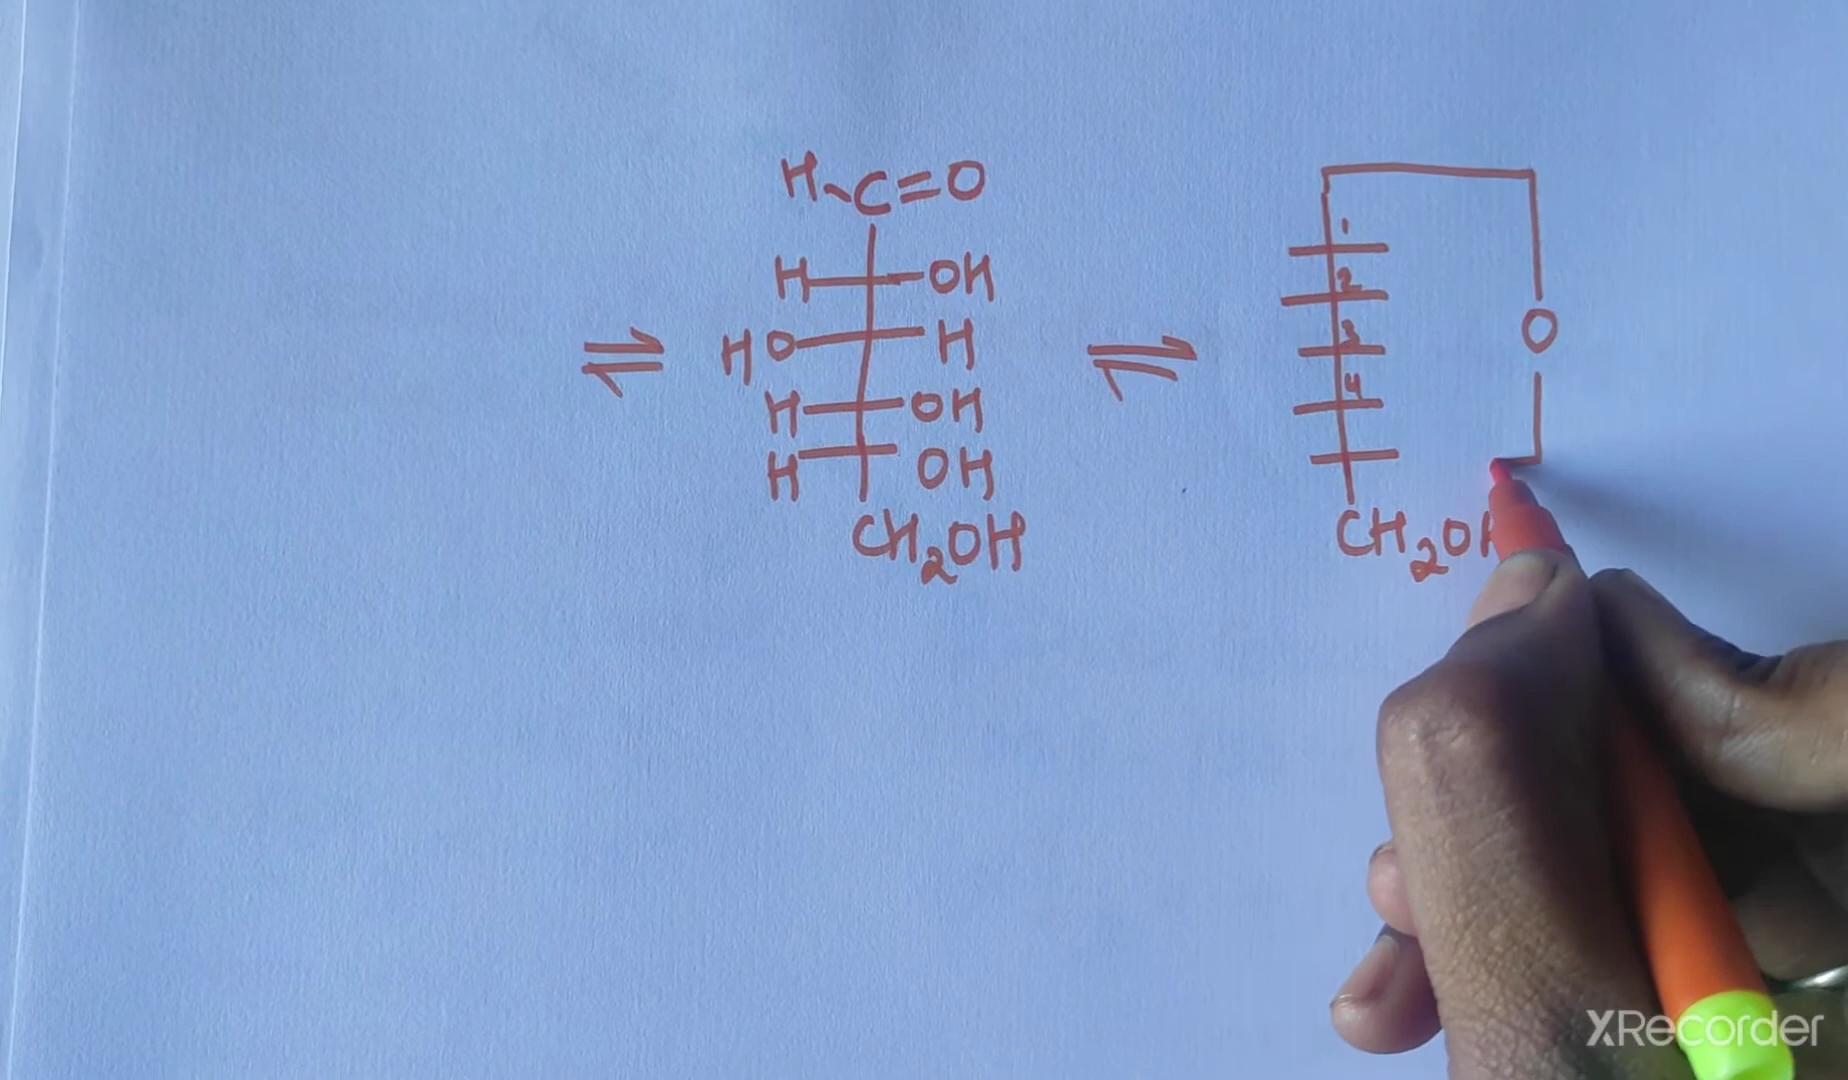 H-C=O
H OH
HO H
H OH
H OH
CH2OH
⇌
⇌
1
2
3
4
O
CH2OH
XRecorder